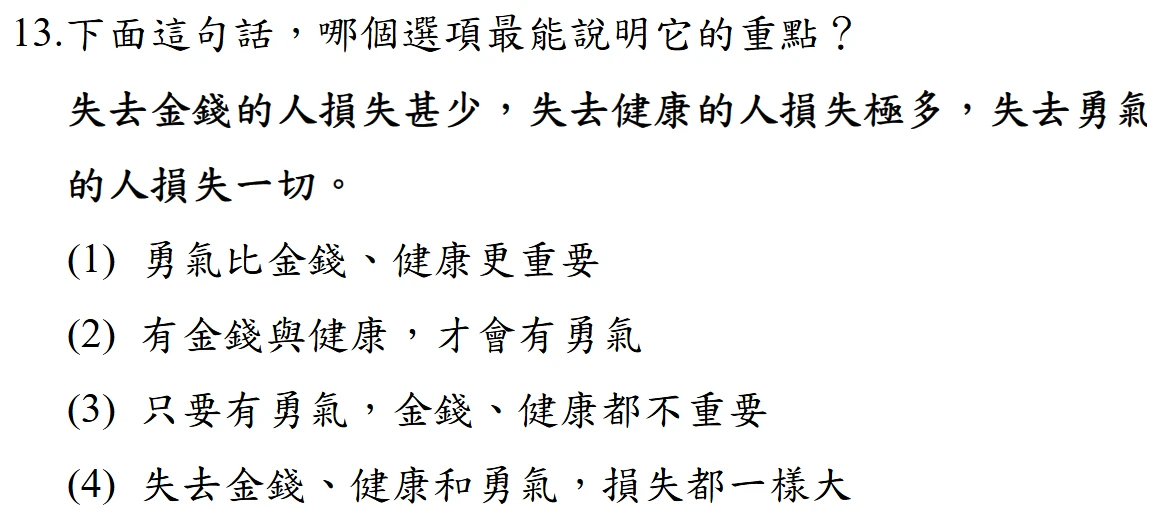 13.下面這句話，哪個選項最能說明它的重點？
失去金錢的人損失甚少，失去健康的人損失極多，失去勇氣
的人損失一切。
(1) 勇氣比金錢、健康更重要
(2) 有金錢與健康，才會有勇氣
(3) 只要有勇氣，金錢、健康都不重要
(4) 失去金錢、健康和勇氣，損失都一樣大